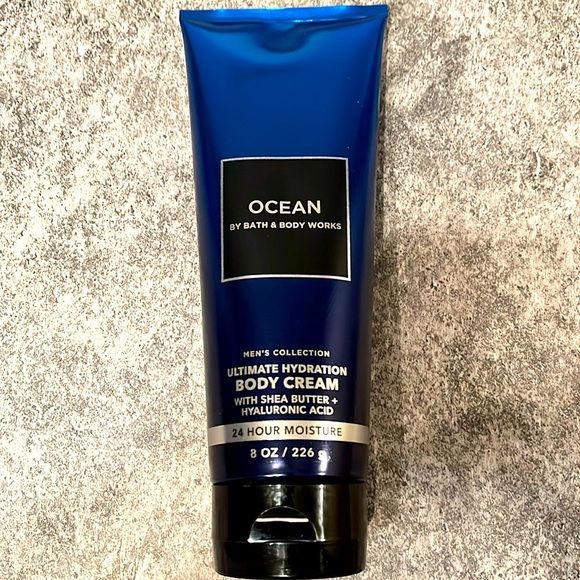 OCEAN
BY BATH & BODY WORKS
MEN'S COLLECTION
ULTIMATE HYDRATION
BODY CREAM
WITH SHEA BUTTER +
HYALURONIC ACID
24 HOUR MOISTURE
8 OZ / 226 g